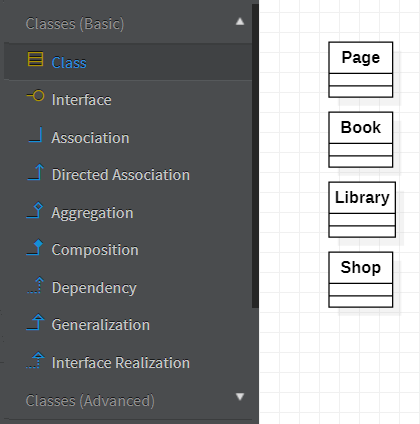 Classes (Basic)
Class
Interface
Association
Directed Association
Aggregation
Composition
Dependency
Generalization
Interface Realization
Classes (Advanced)
Page
Book
Library
Shop